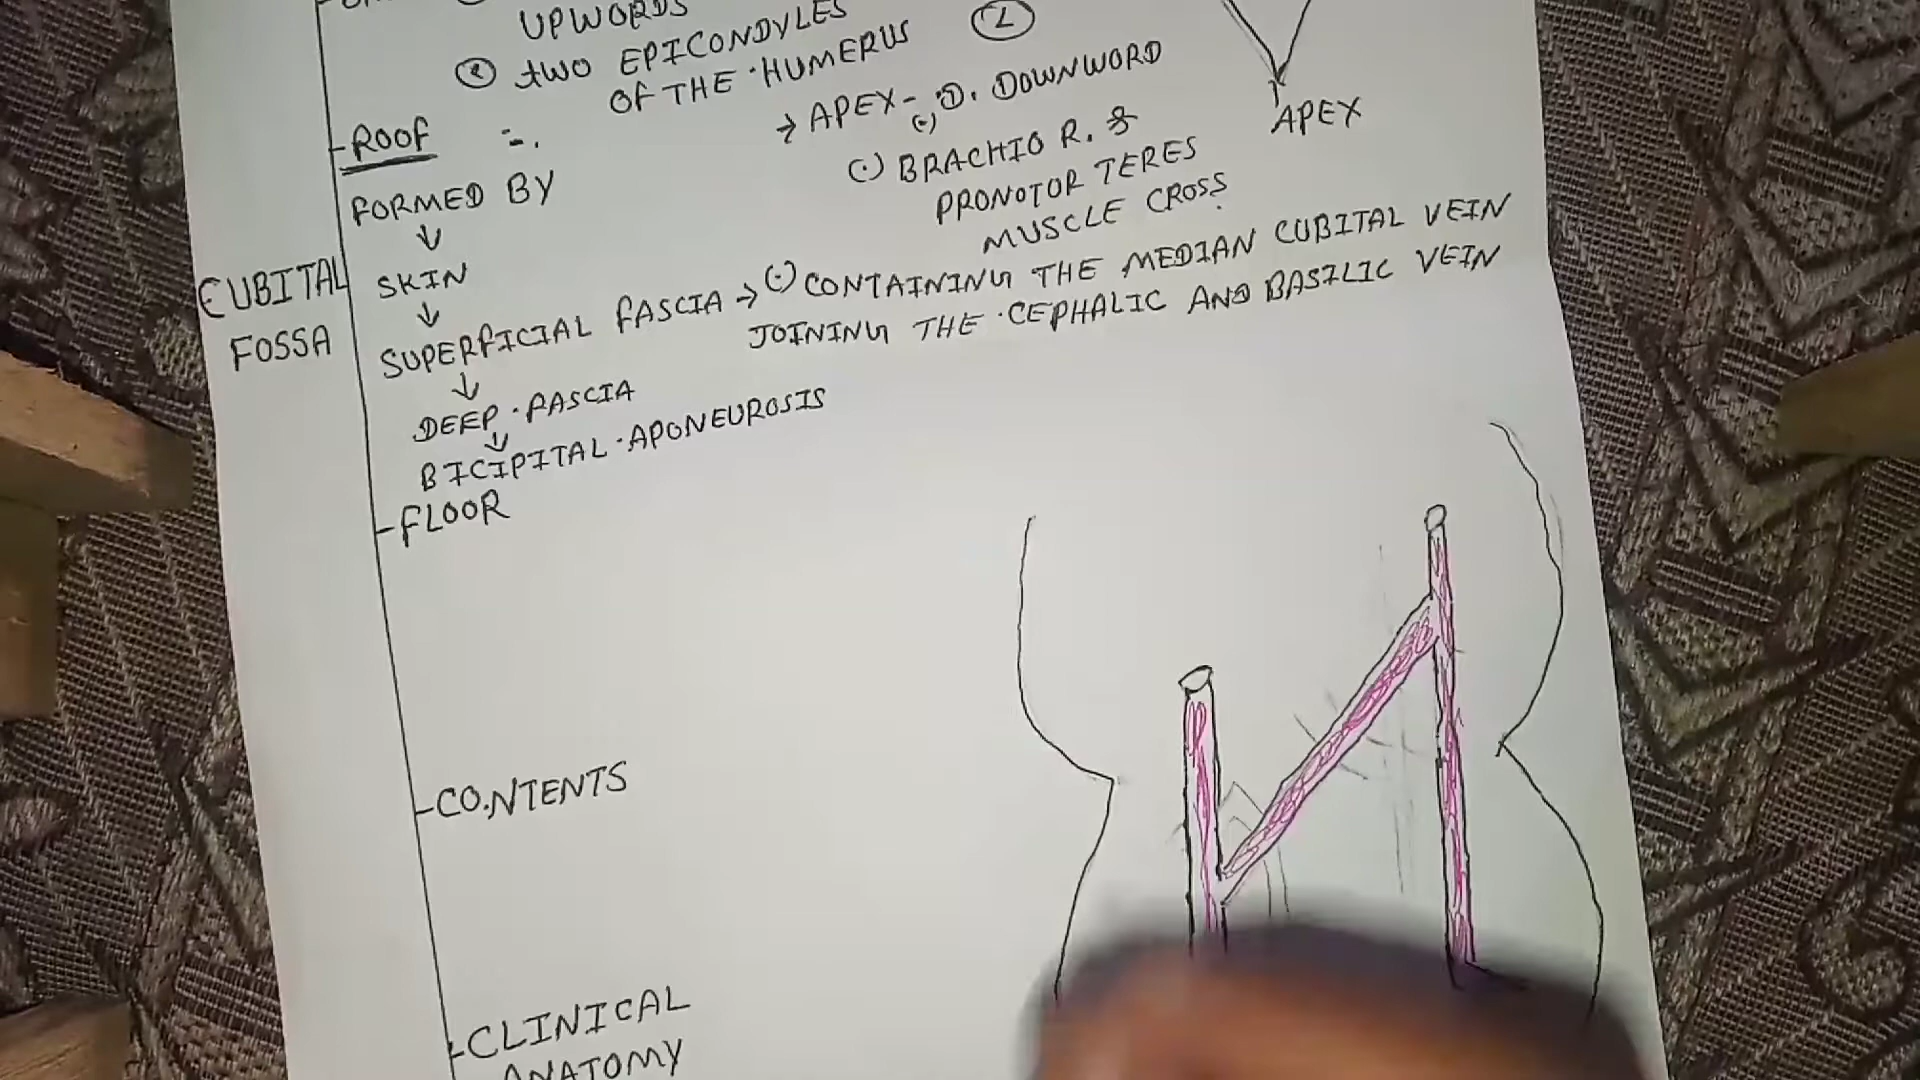 UPWORDS
② TWO EPICONDYLES
OF THE HUMERUS
L
→ APEX - ①. DOWNWORD
(-)
(•) BRACHIO R. &
PRONOTOR TERES
MUSCLE CROSS
APEX
-ROOF :-.
FORMED BY
↓
SKIN
↓
SUPERFICIAL FASCIA → (•) CONTAINING THE MEDIAN CUBITAL VEIN
JOINING THE CEPHALIC AND BASILIC VEIN
↓
DEEP FASCIA
↓
BICIPITAL APONEUROSIS
CUBITAL
FOSSA
-FLOOR
-CONTENTS
-CLINICAL
ANATOMY